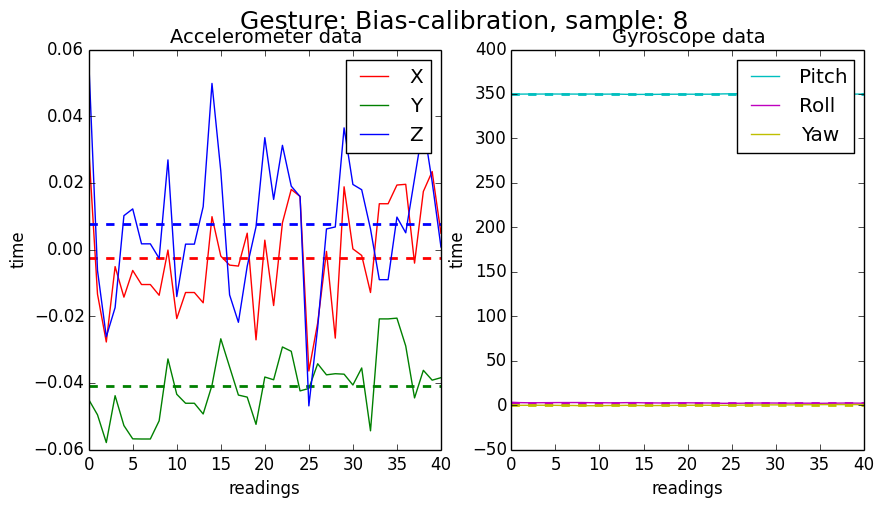 Gesture: Bias-calibration, sample: 8
Accelerometer data
0.06
0.04
0.02
0.00
−0.02
−0.04
−0.06
time
0 5 10 15 20 25 30 35 40
readings
X
Y
Z
Gyroscope data
400
350
300
250
200
150
100
50
0
−50
time
0 5 10 15 20 25 30 35 40
readings
Pitch
Roll
Yaw